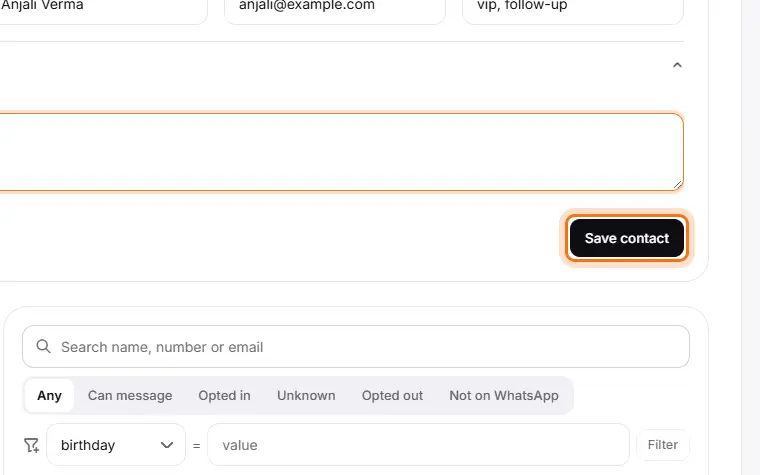 Anjali Verma anjali@example.com vip, follow-up
Save contact
Search name, number or email
Any Can message Opted in Unknown Opted out Not on WhatsApp
birthday = value Filter